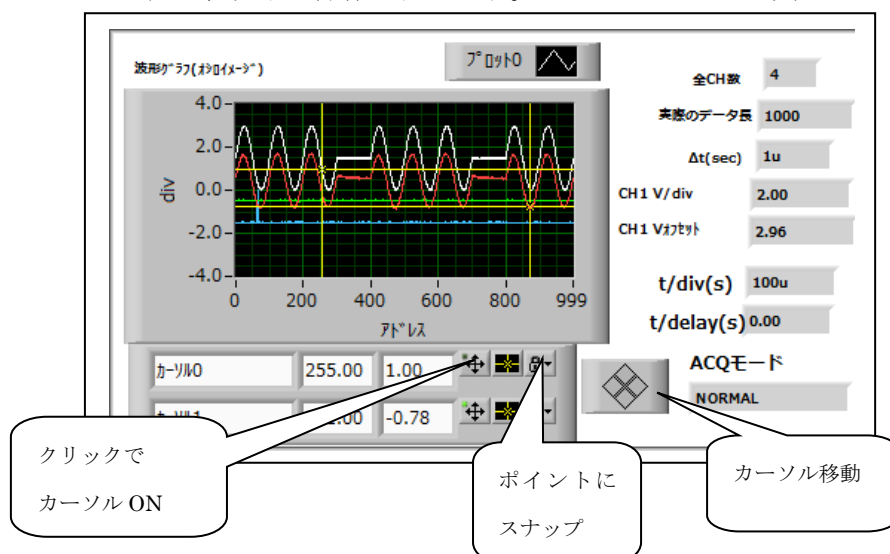 波形ｸﾞﾗﾌ(ｵｼﾛｲﾒｰｼﾞ)
ﾌﾟﾛｯﾄ0
div
4.0
2.0
0.0
-2.0
-4.0
0 200 400 600 800 999
ｱﾄﾞﾚｽ
全CH数 4
実際のデータ長 1000
Δt(sec) 1u
CH1 V/div 2.00
CH1 Vｵﾌｾｯﾄ 2.96
t/div(s) 100u
t/delay(s) 0.00
ACQモード
NORMAL
ｶｰｿﾙ0 255.00 1.00
-0.78
クリックで
カーソル ON
ポイントに
スナップ
カーソル移動